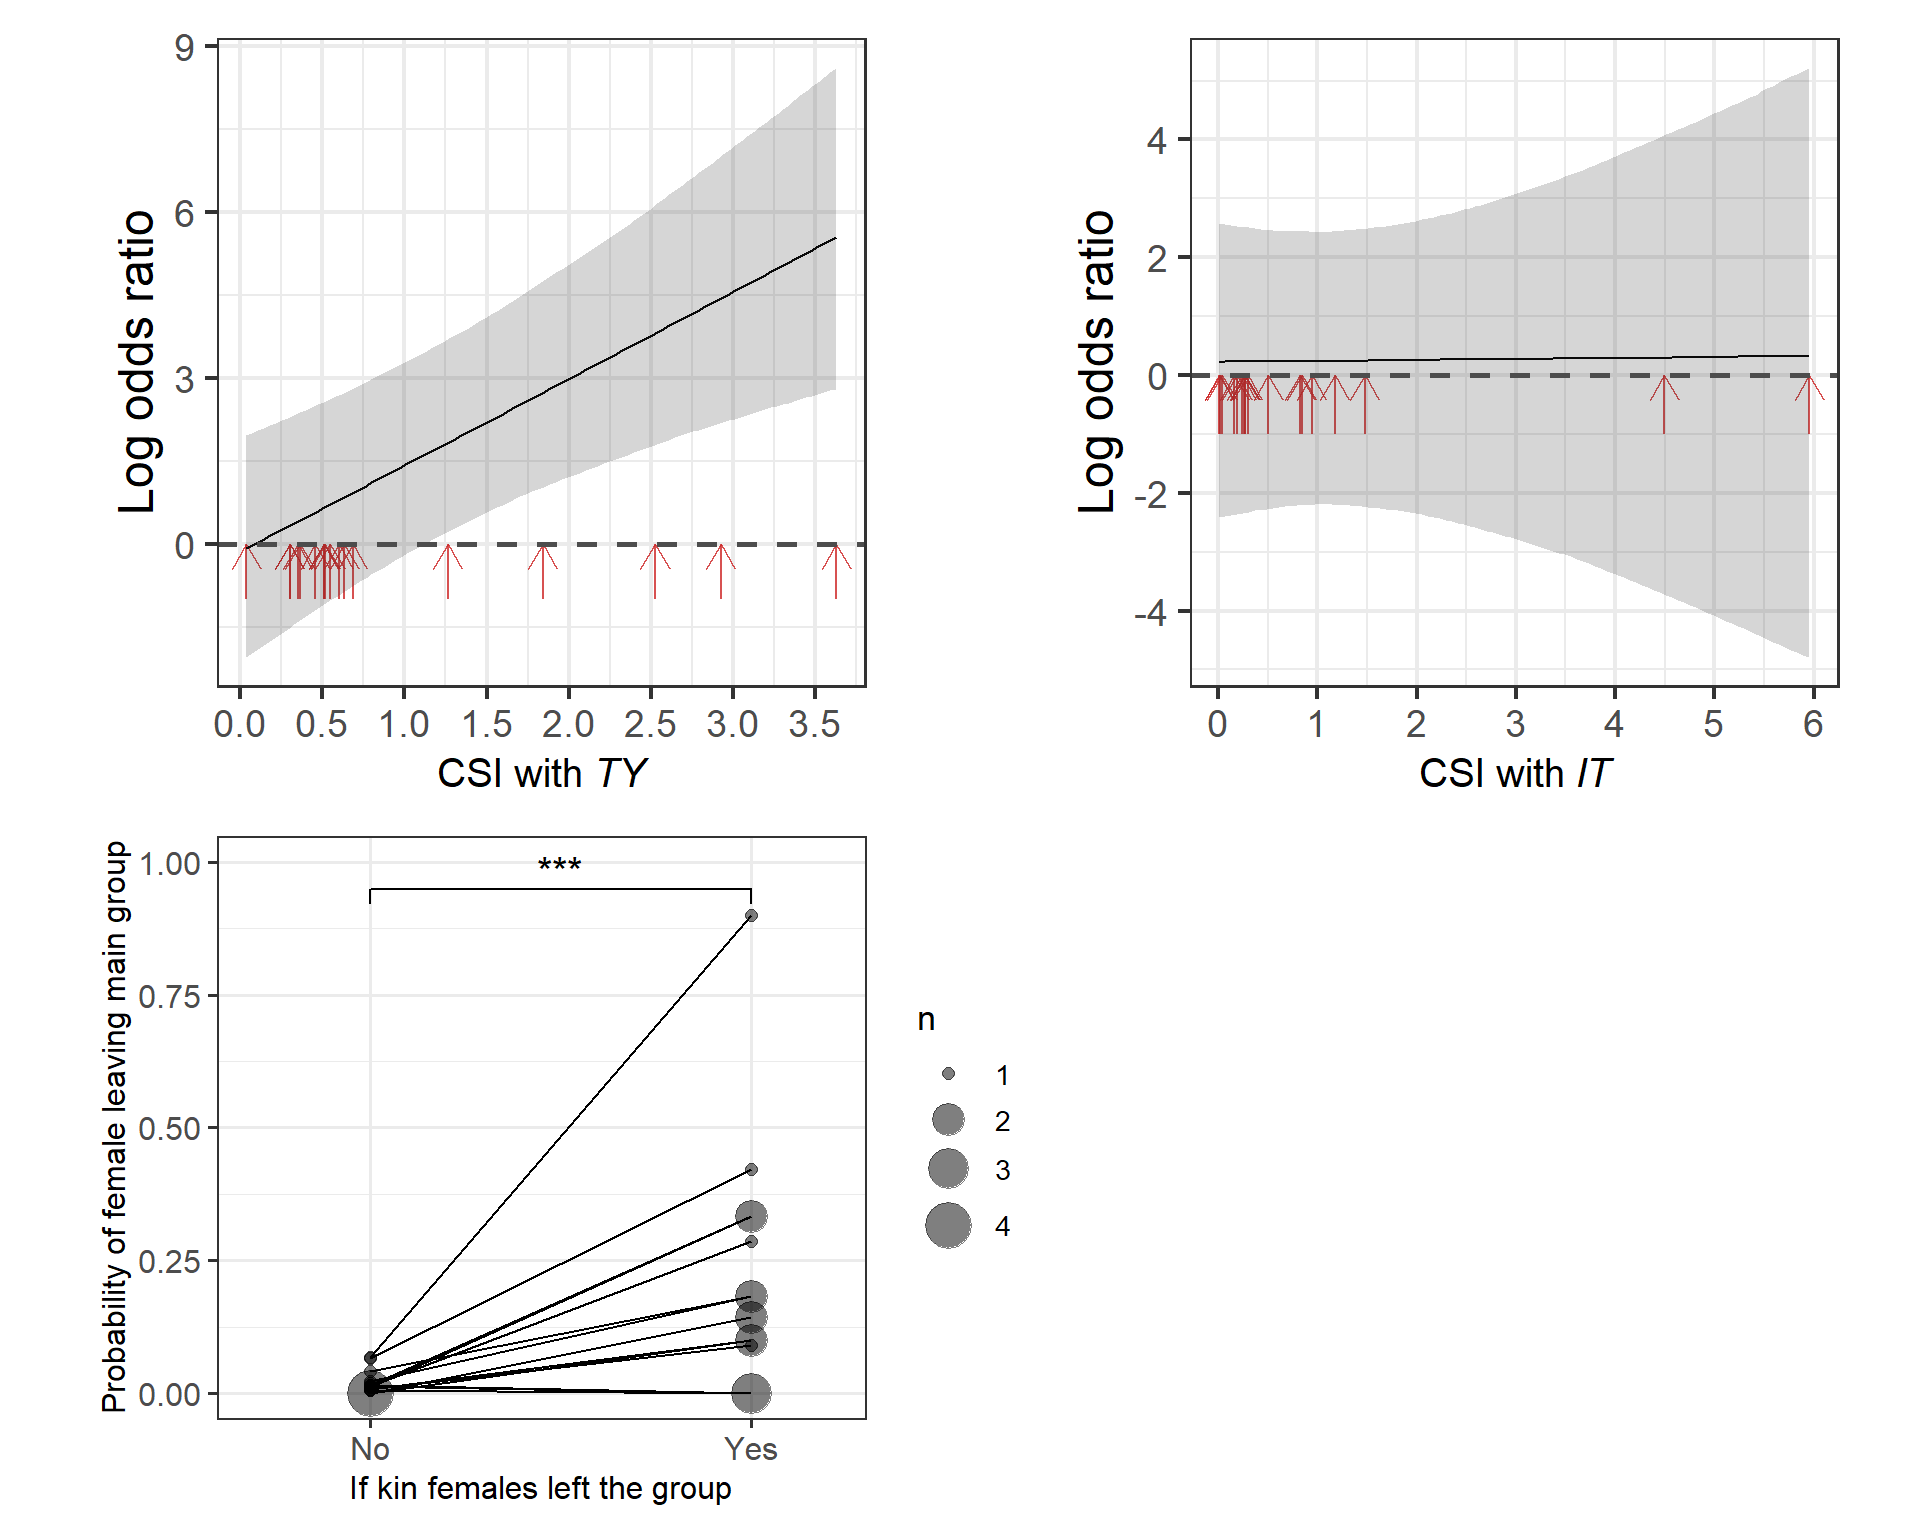 9
6
3
0
Log odds ratio
0.0 0.5 1.0 1.5 2.0 2.5 3.0 3.5
CSI with TY
4
2
0
-2
-4
Log odds ratio
0 1 2 3 4 5 6
CSI with IT
1.00
0.75
0.50
0.25
0.00
Probability of female leaving main group
***
No Yes
If kin females left the group
n
1
2
3
4